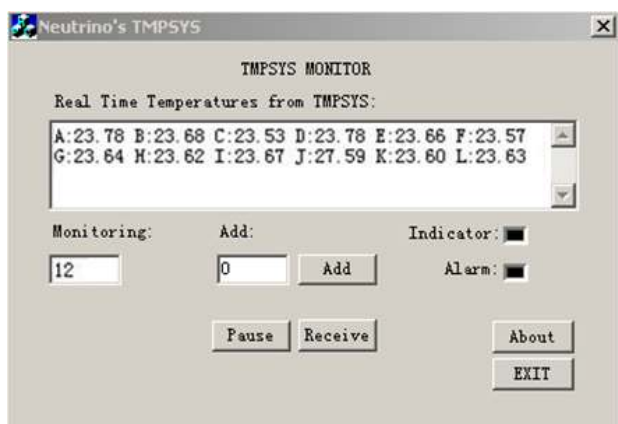 Neutrino's TMPSYS
TMPSYS MONITOR
Real Time Temperatures from TMPSYS:
A:23.78 B:23.68 C:23.53 D:23.78 E:23.66 F:23.57
G:23.64 H:23.62 I:23.67 J:27.59 K:23.60 L:23.63
Monitoring: Add: Indicator:
12 0 Add Alarm:
Pause Receive About
EXIT